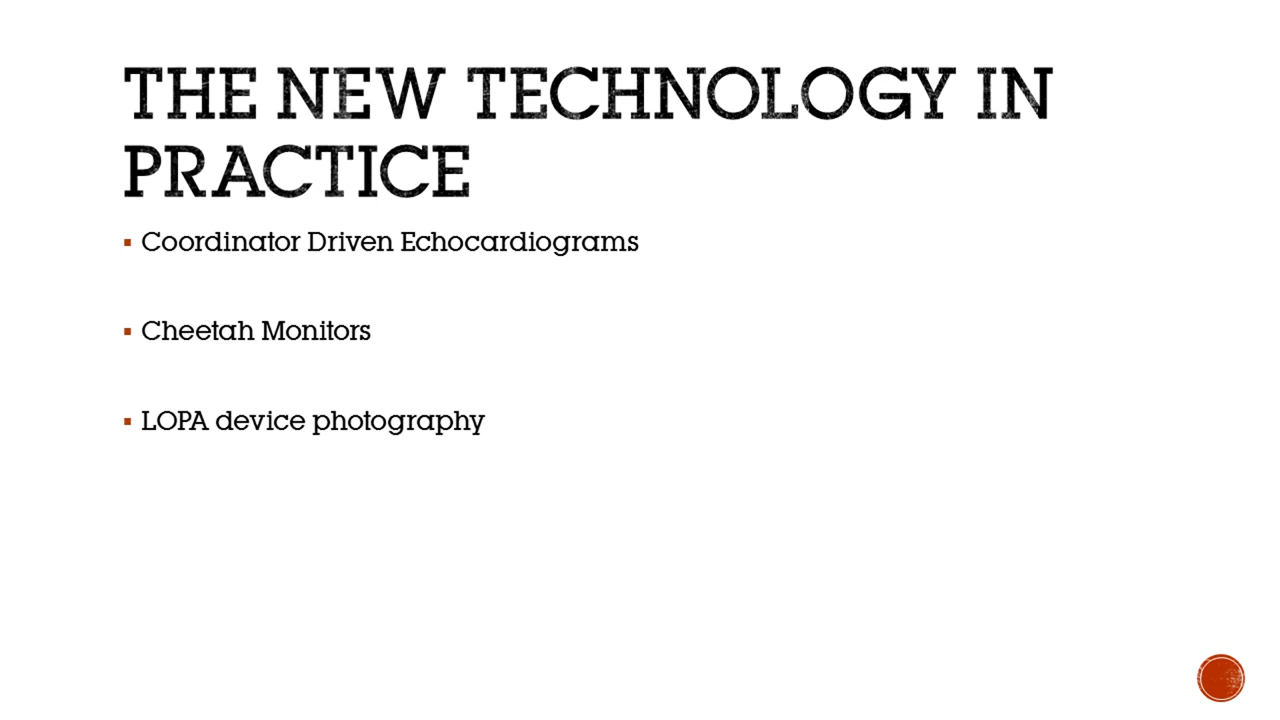 THE NEW TECHNOLOGY IN
PRACTICE
Coordinator Driven Echocardiograms
Cheetah Monitors
LOPA device photography